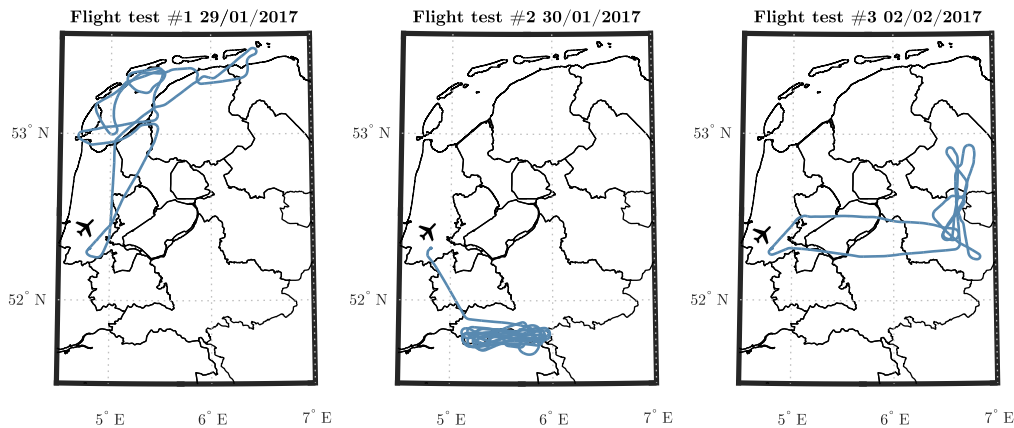 Flight test #1 29/01/2017
Flight test #2 30/01/2017
Flight test #3 02/02/2017
53° N
53° N
53° N
52° N
52° N
52° N
5° E
6° E
7° E
5° E
6° E
7° E
5° E
6° E
7° E